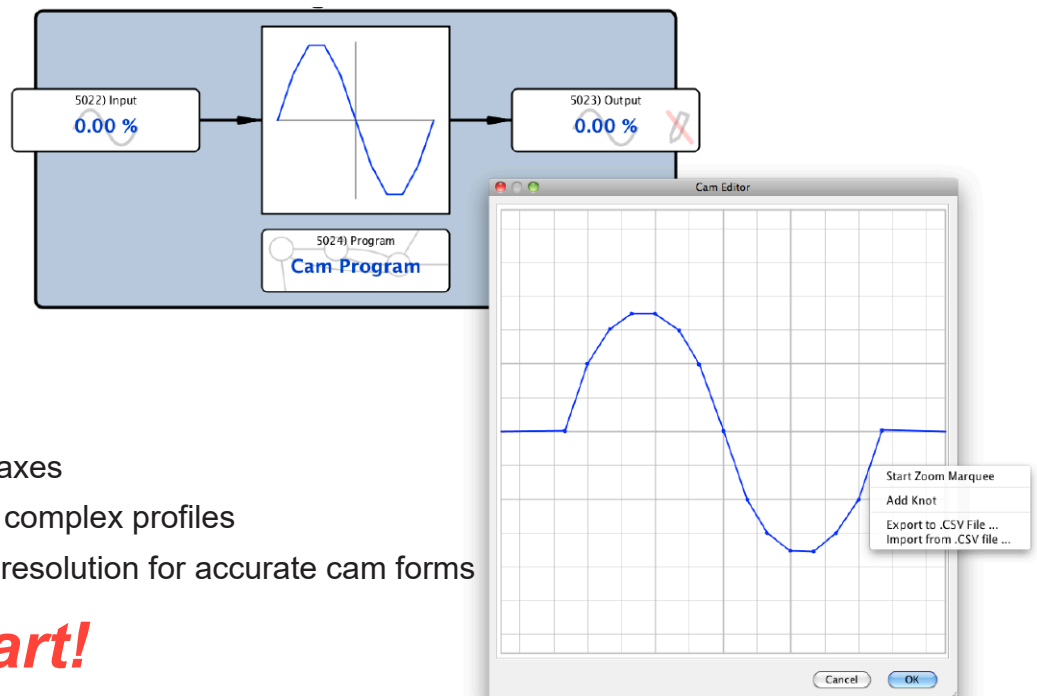 5022) Input
0.00 %
5023) Output
0.00 %
5024) Program
Cam Program
Cam Editor
Start Zoom Marquee
Add Knot
Export to .CSV File ...
Import from .CSV file ...
Cancel
OK
axes
complex profiles
resolution for accurate cam forms
art!